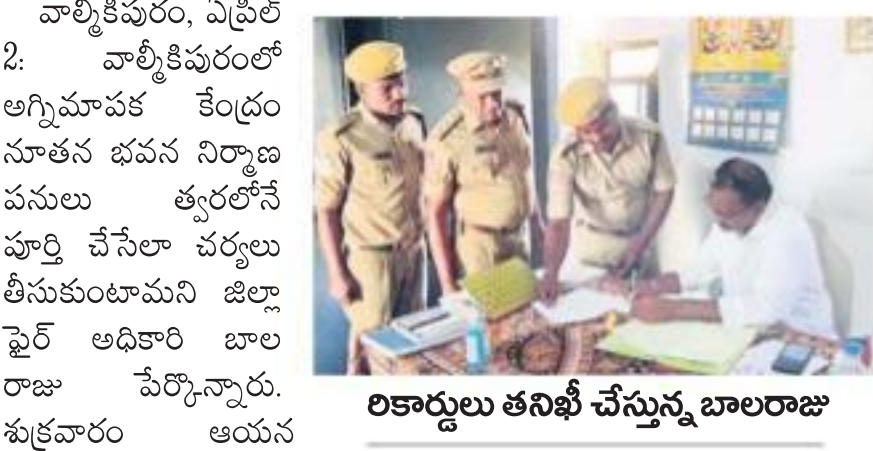 వాల్మీకిపురం, ఏప్రిల్
2: వాల్మీకిపురంలో
అగ్నిమాపక కేంద్రం
నూతన భవన నిర్మాణ
పనులు త్వరలోనే
పూర్తి చేసేలా చర్యలు
తీసుకుంటామని జిల్లా
ఫైర్ అధికారి బాల
రాజు పేర్కొన్నారు.
శుక్రవారం ఆయన
రికార్డులు తనిఖీ చేస్తున్న బాలరాజు